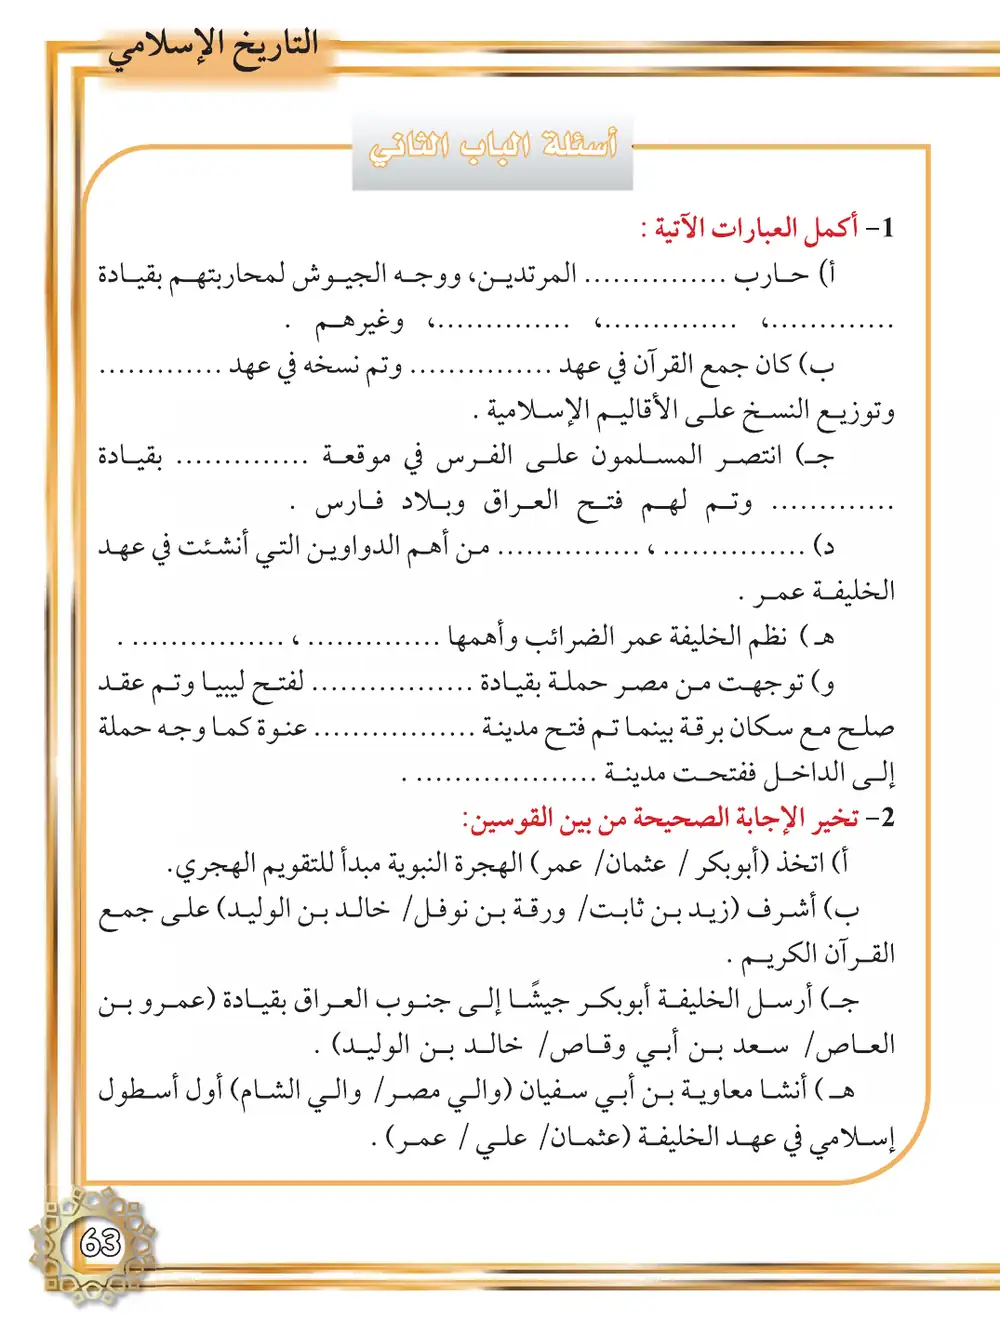 التاريخ الإسلامي
أسئلة الباب الثاني
1- أكمل العبارات الآتية :
أ) حارب ............... المرتدين، ووجه الجيوش لمحاربتهم بقيادة
.............، ..............، ..............، وغيرهم .
ب) كان جمع القرآن في عهد ............... وتم نسخه في عهد .............
وتوزيع النسخ على الأقاليم الإسلامية .
جـ) انتصر المسلمون على الفرس في موقعة .............. بقيادة
............. وتم لهم فتح العراق وبلاد فارس .
د) ............... ، ............... من أهم الدواوين التي أنشئت في عهد
الخليفة عمر .
هـ ) نظم الخليفة عمر الضرائب وأهمها .............. ، ................ .
و) توجهت من مصر حملة بقيادة ................. لفتح ليبيا وتم عقد
صلح مع سكان برقة بينما تم فتح مدينة ................. عنوة كما وجه حملة
إلى الداخل ففتحت مدينة ................... .
2- تخير الإجابة الصحيحة من بين القوسين:
أ) اتخذ (أبوبكر / عثمان/ عمر) الهجرة النبوية مبدأ للتقويم الهجري.
ب) أشرف (زيد بن ثابت/ ورقة بن نوفل/ خالد بن الوليد) على جمع
القرآن الكريم .
جـ) أرسل الخليفة أبوبكر جيشًا إلى جنوب العراق بقيادة (عمرو بن
العاص/ سعد بن أبي وقاص/ خالد بن الوليد) .
هـ ) أنشا معاوية بن أبي سفيان (والي مصر/ والي الشام) أول أسطول
إسلامي في عهد الخليفة (عثمان/ علي / عمر) .
63